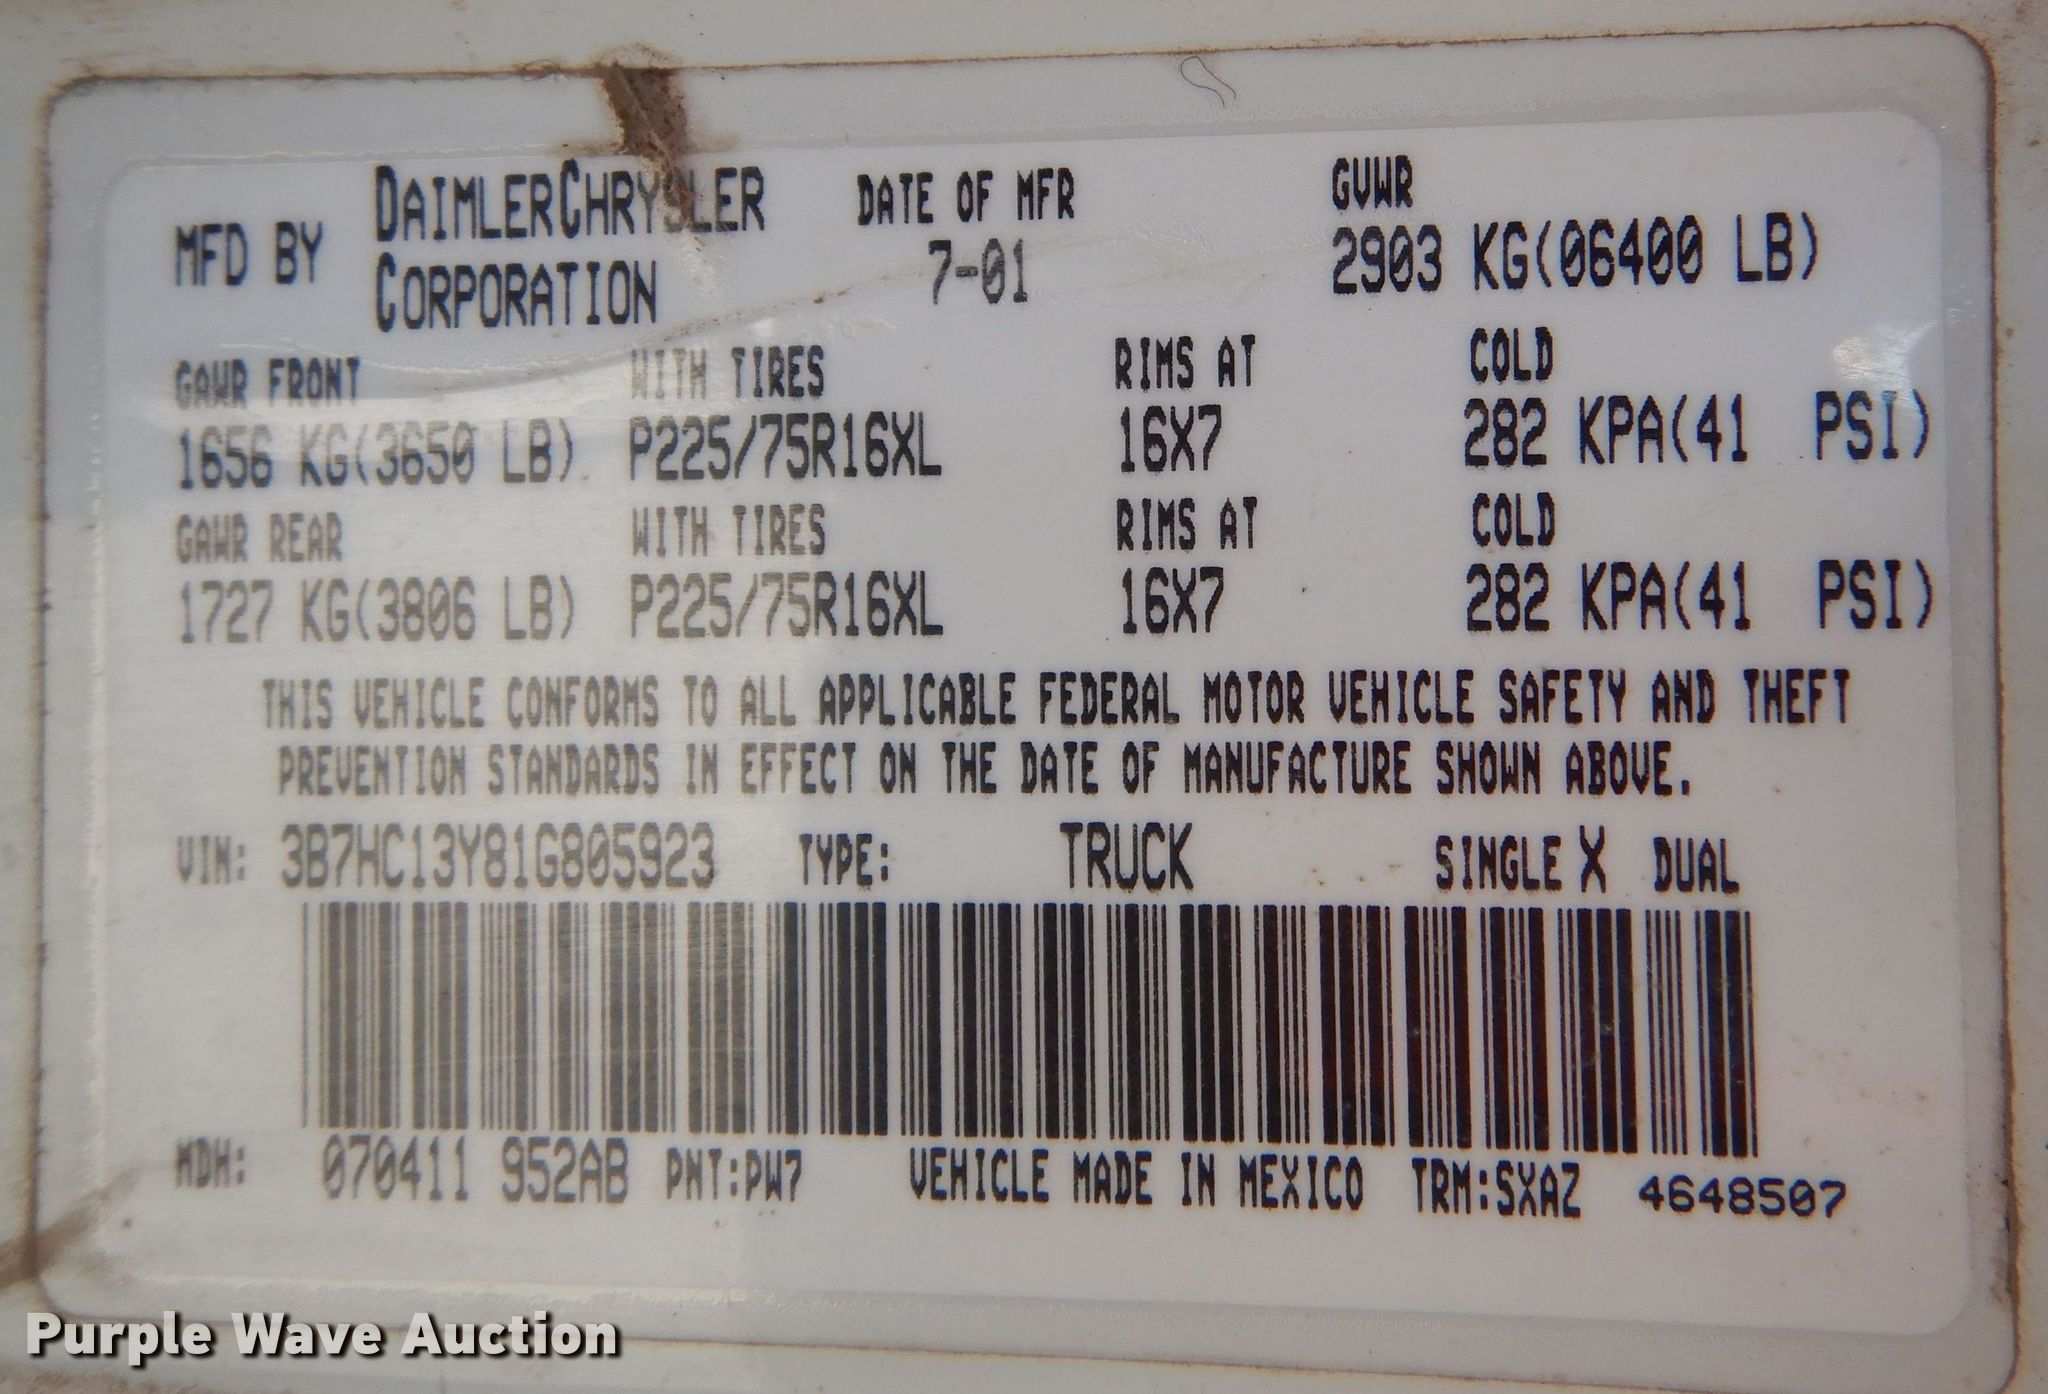 MFD BY DAIMLERCHRYSLER CORPORATION DATE OF MFR 7-01 GVWR 2903 KG(06400 LB)
GAWR FRONT WITH TIRES RIMS AT COLD
1656 KG(3650 LB) P225/75R16XL 16X7 282 KPA(41 PSI)
GAWR REAR WITH TIRES RIMS AT COLD
1727 KG(3806 LB) P225/75R16XL 16X7 282 KPA(41 PSI)
THIS VEHICLE CONFORMS TO ALL APPLICABLE FEDERAL MOTOR VEHICLE SAFETY AND THEFT
PREVENTION STANDARDS IN EFFECT ON THE DATE OF MANUFACTURE SHOWN ABOVE.
VIN: 3B7HC13Y81G805923 TYPE: TRUCK SINGLE X DUAL
MDH: 070411 952AB PNT:PW7 VEHICLE MADE IN MEXICO TRM:SXAZ 4648507
Purple Wave Auction